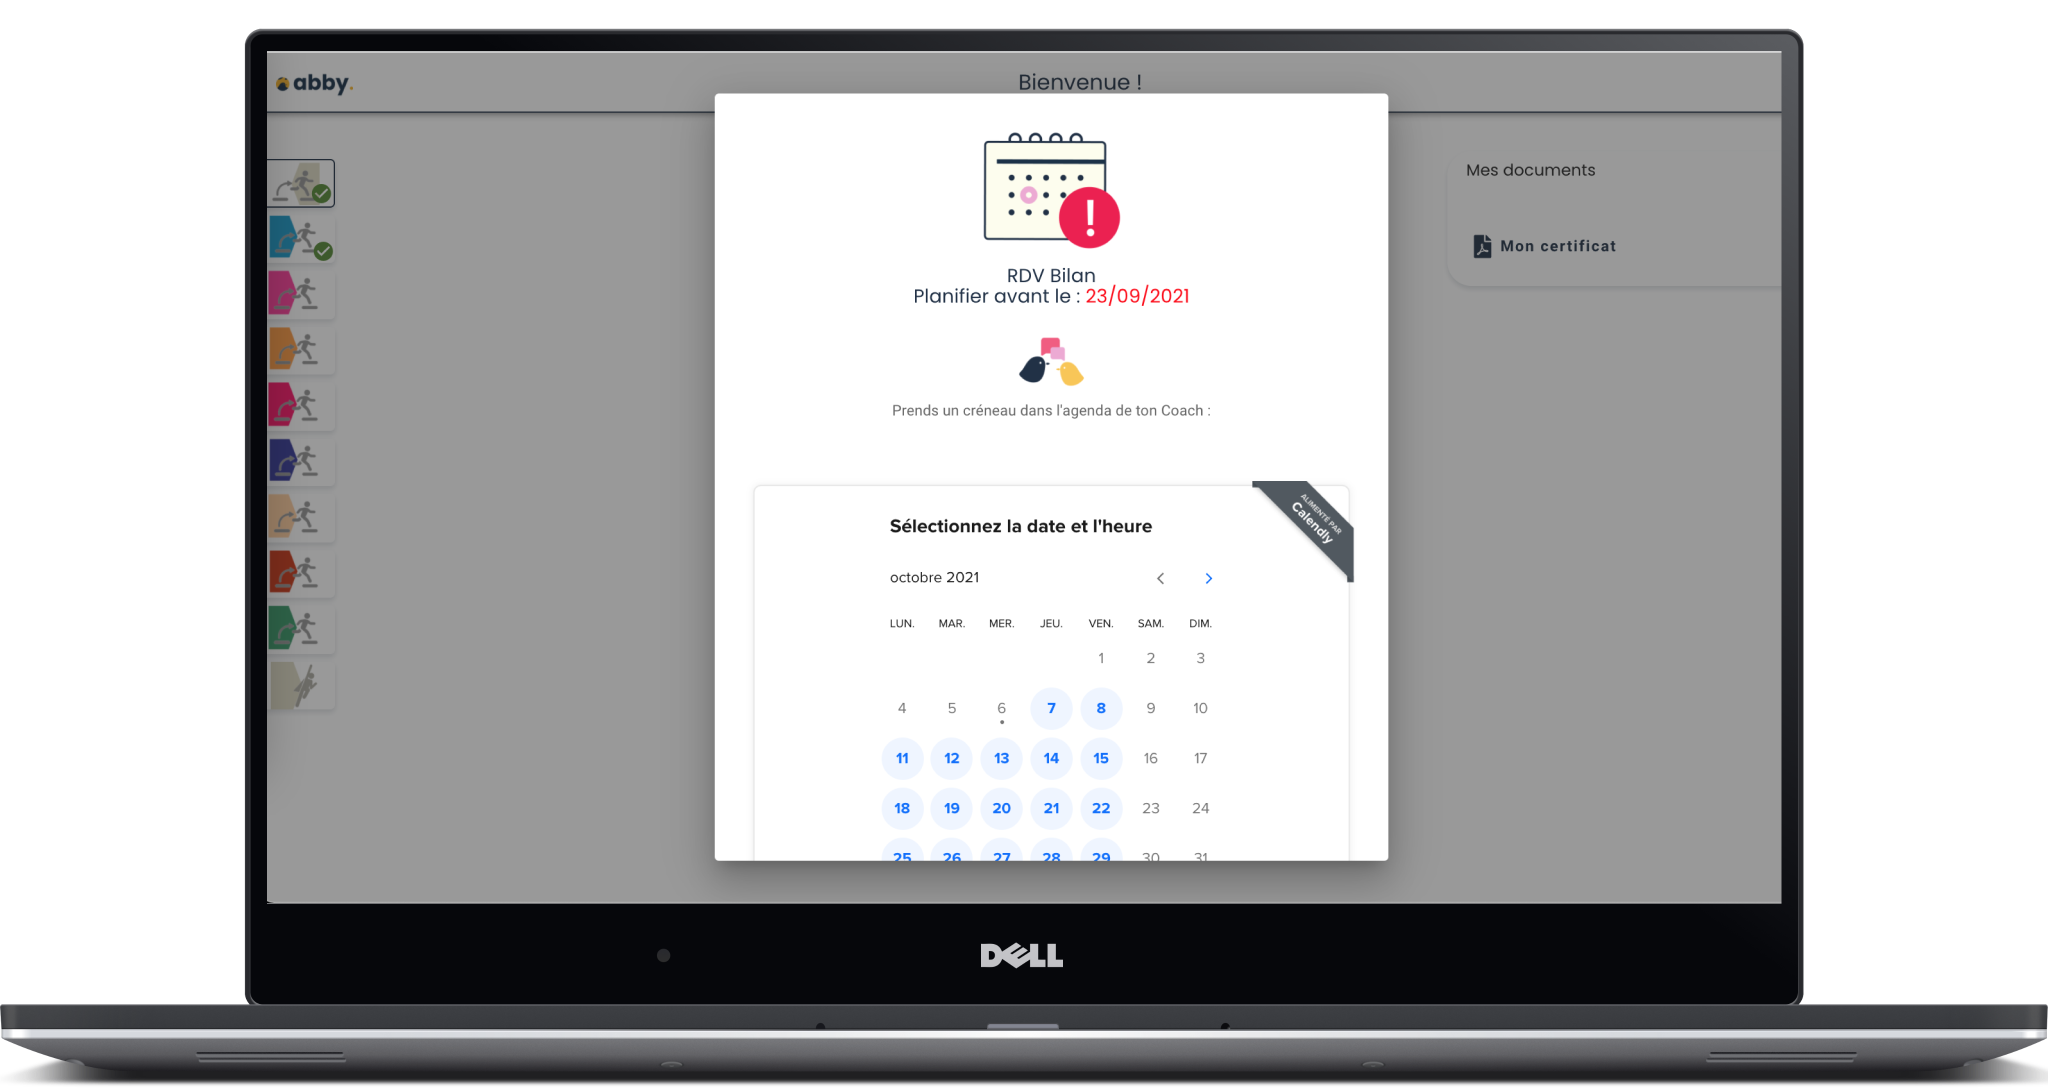 abby.
Bienvenue !
Mes documents
Mon certificat
RDV Bilan
Planifier avant le : 23/09/2021
Prends un créneau dans l'agenda de ton Coach :
ALIMENTÉ PAR
Calendly
Sélectionnez la date et l'heure
octobre 2021
LUN. MAR. MER. JEU. VEN. SAM. DIM.
1 2 3
4 5 6 7 8 9 10
11 12 13 14 15 16 17
18 19 20 21 22 23 24
25 26 27 28 29 30 31
DELL